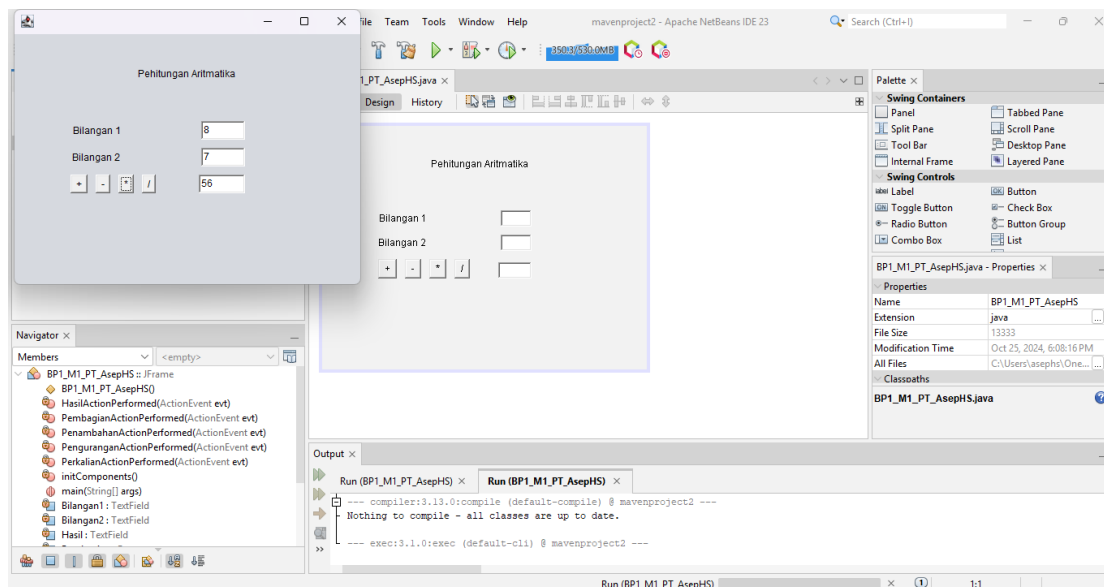 File Team Tools Window Help
mavenproject2 - Apache NetBeans IDE 23
Search (Ctrl+I)
350.3/530.0MB
Pehitungan Aritmatika
Bilangan 1
8
Bilangan 2
7
+ - * /
56
1_PT_AsepHS.java ×
Design History
Pehitungan Aritmatika
Bilangan 1
Bilangan 2
+ - * /
Palette ×
Swing Containers
Panel Tabbed Pane
Split Pane Scroll Pane
Tool Bar Desktop Pane
Internal Frame Layered Pane
Swing Controls
label Label OK Button
ON Toggle Button Check Box
Radio Button Button Group
Combo Box List
BP1_M1_PT_AsepHS.java - Properties ×
Properties
Name BP1_M1_PT_AsepHS
Extension java ...
File Size 13333
Modification Time Oct 25, 2024, 6:08:16 PM
All Files C:\Users\asephs\One... ...
Classpaths
BP1_M1_PT_AsepHS.java
Navigator ×
Members <empty>
BP1_M1_PT_AsepHS :: JFrame
BP1_M1_PT_AsepHS()
HasilActionPerformed(ActionEvent evt)
PembagianActionPerformed(ActionEvent evt)
PenambahanActionPerformed(ActionEvent evt)
PenguranganActionPerformed(ActionEvent evt)
PerkalianActionPerformed(ActionEvent evt)
initComponents()
main(String[] args)
Bilangan1 : TextField
Bilangan2 : TextField
Hasil : TextField
Output ×
Run (BP1_M1_PT_AsepHS) × Run (BP1_M1_PT_AsepHS) ×
--- compiler:3.13.0:compile (default-compile) @ mavenproject2 ---
Nothing to compile - all classes are up to date.
--- exec:3.1.0:exec (default-cli) @ mavenproject2 ---
Run (BP1_M1_PT_AsepHS)
1
1:1